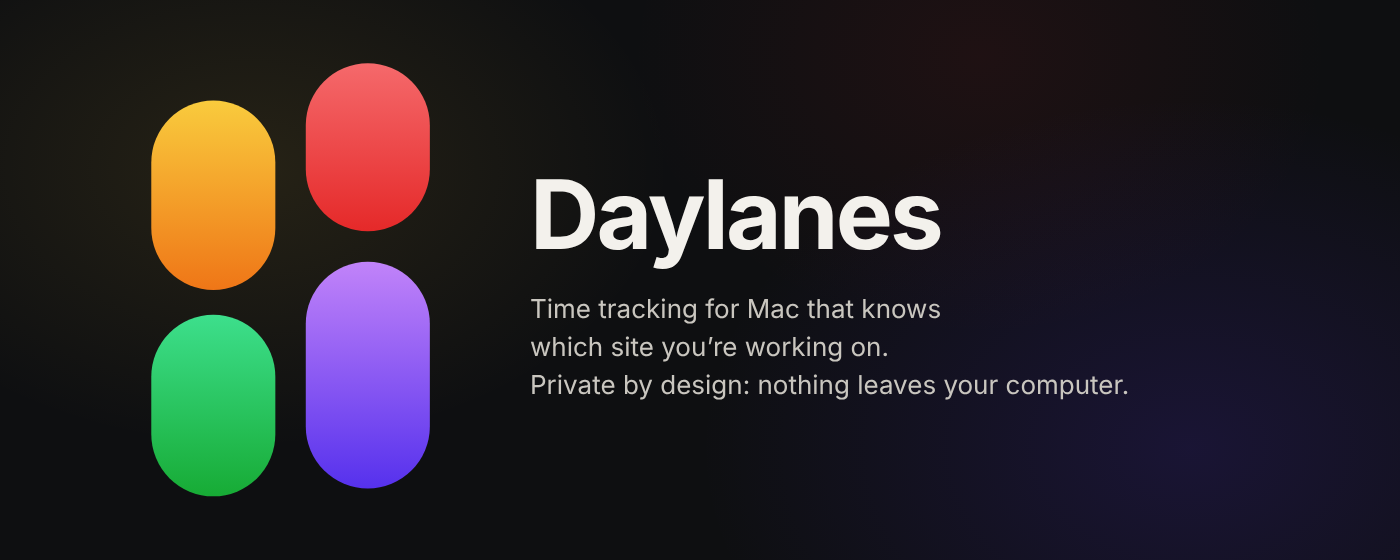 Daylanes
Time tracking for Mac that knows
which site you’re working on.
Private by design: nothing leaves your computer.